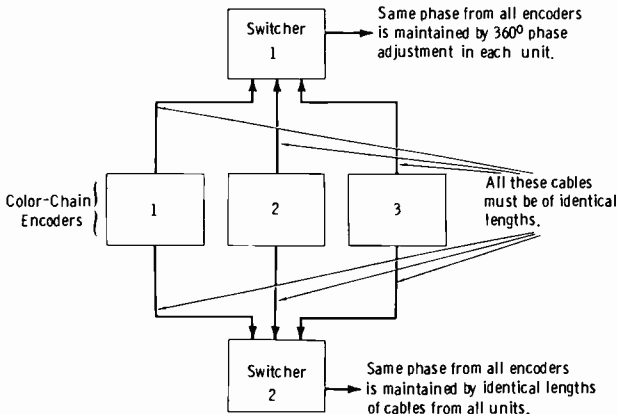 Switcher
1
Same phase from all encoders
is maintained by 360º phase
adjustment in each unit.
Color-Chain
Encoders
1
2
3
All these cables
must be of identical
lengths.
Switcher
2
Same phase from all encoders
is maintained by identical lengths
of cables from all units.